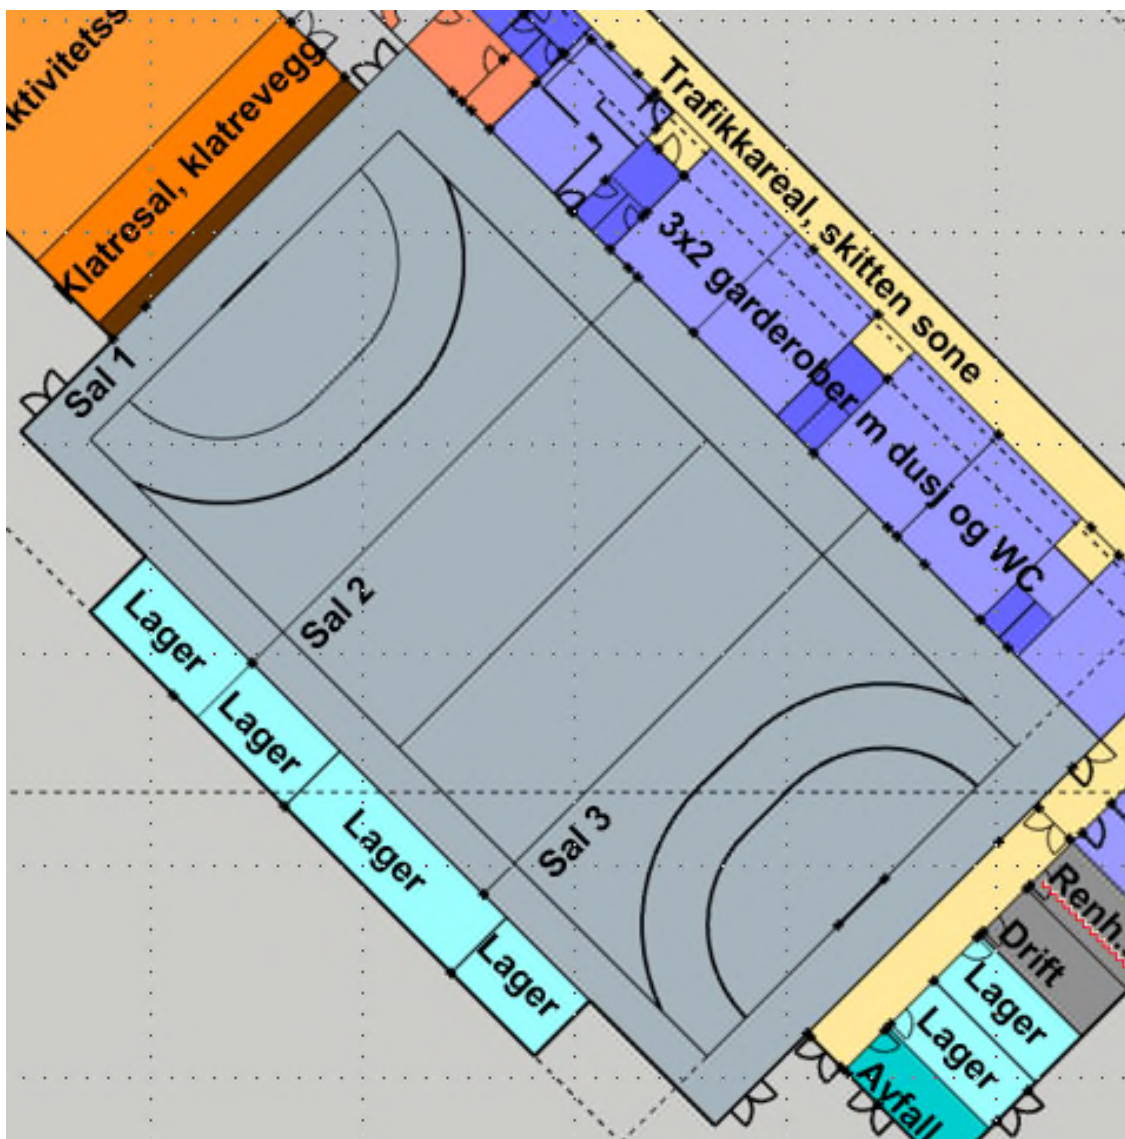 ktivitetss
Klatresal, klatrevegg
Trafikkareal, skitten sone
3x2 garderober m dusj og WC
Sal 1
Sal 2
Sal 3
Lager
Lager
Lager
Lager
Renh..
Drift
Lager
Lager
Avfall